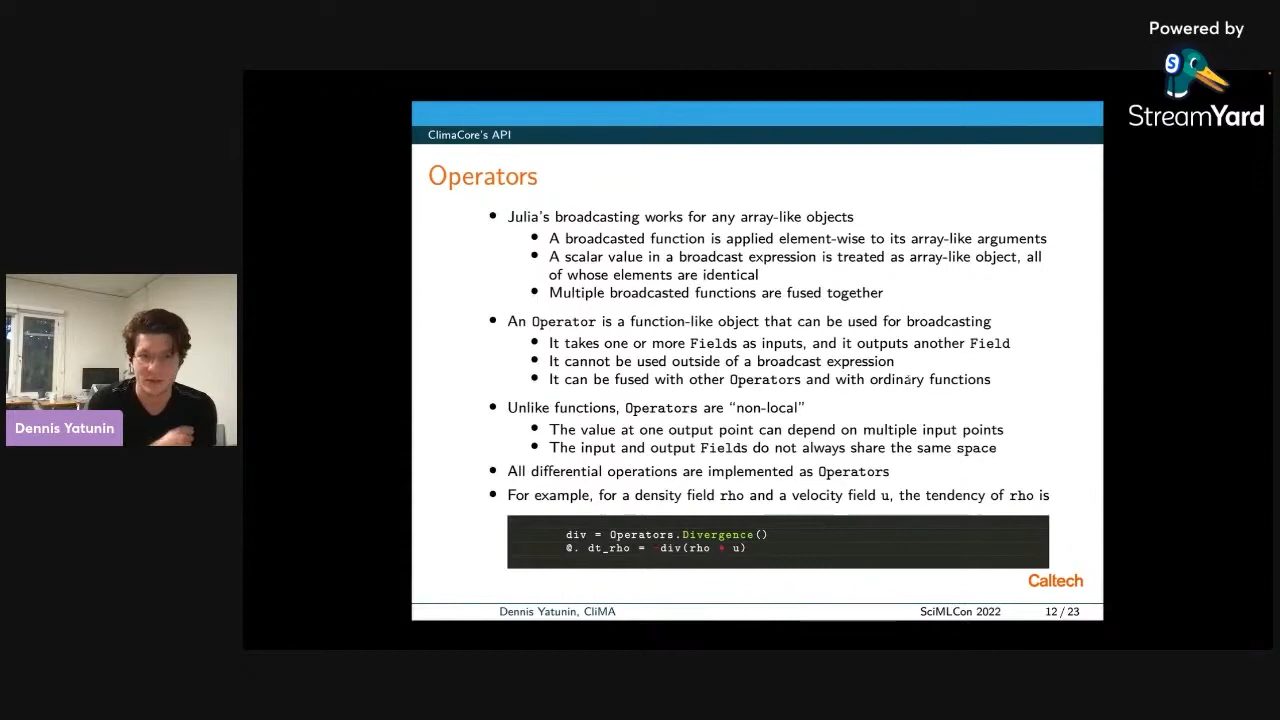 Powered by
S
StreamYard
ClimaCore's API
Operators
• Julia's broadcasting works for any array-like objects
• A broadcasted function is applied element-wise to its array-like arguments
• A scalar value in a broadcast expression is treated as array-like object, all
of whose elements are identical
• Multiple broadcasted functions are fused together
• An Operator is a function-like object that can be used for broadcasting
• It takes one or more Fields as inputs, and it outputs another Field
• It cannot be used outside of a broadcast expression
• It can be fused with other Operators and with ordinary functions
• Unlike functions, Operators are “non-local”
• The value at one output point can depend on multiple input points
• The input and output Fields do not always share the same space
• All differential operations are implemented as Operators
• For example, for a density field rho and a velocity field u, the tendency of rho is
div = Operators.Divergence()
@. dt_rho = -div(rho * u)
Caltech
Dennis Yatunin, CliMA
SciMLCon 2022
12 / 23
Dennis Yatunin